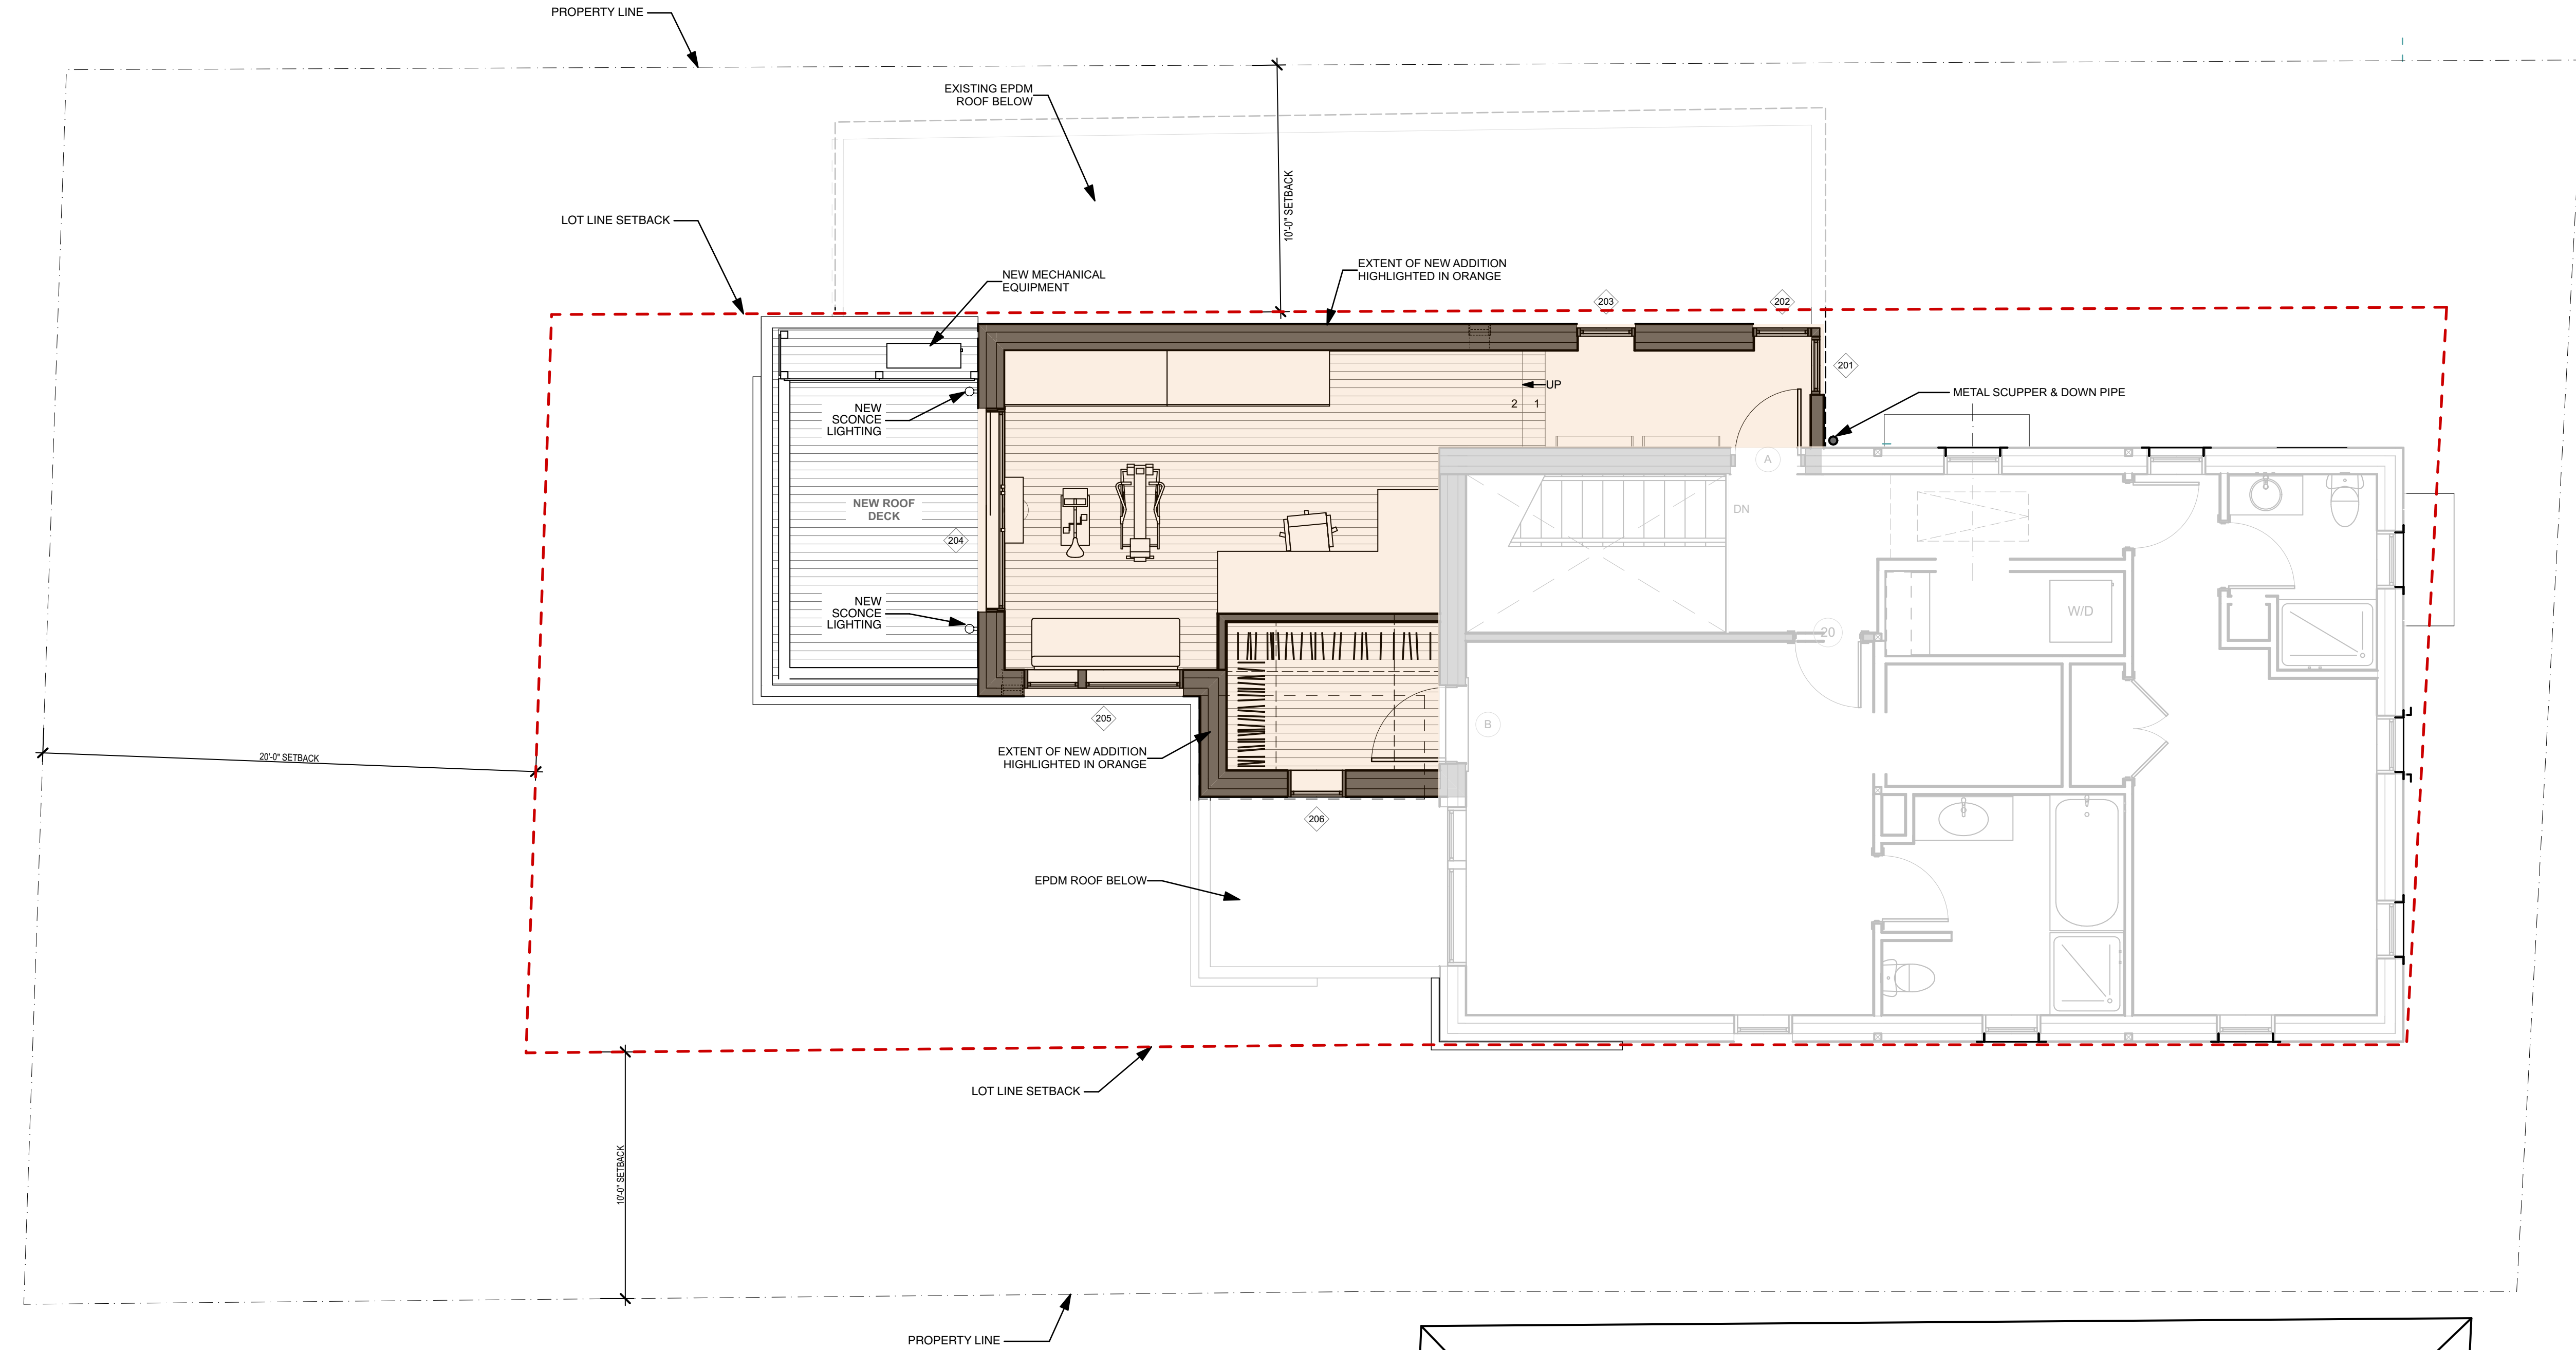 PROPERTY LINE
EXISTING EPDM
ROOF BELOW
10'-0" SETBACK
LOT LINE SETBACK
NEW MECHANICAL
EQUIPMENT
EXTENT OF NEW ADDITION
HIGHLIGHTED IN ORANGE
203
202
201
UP
2 1
METAL SCUPPER & DOWN PIPE
NEW
SCONCE
LIGHTING
A
NEW ROOF
DECK
DN
204
NEW
SCONCE
LIGHTING
W/D
20
205
B
EXTENT OF NEW ADDITION
HIGHLIGHTED IN ORANGE
20'-0" SETBACK
206
EPDM ROOF BELOW
LOT LINE SETBACK
10'-0" SETBACK
PROPERTY LINE